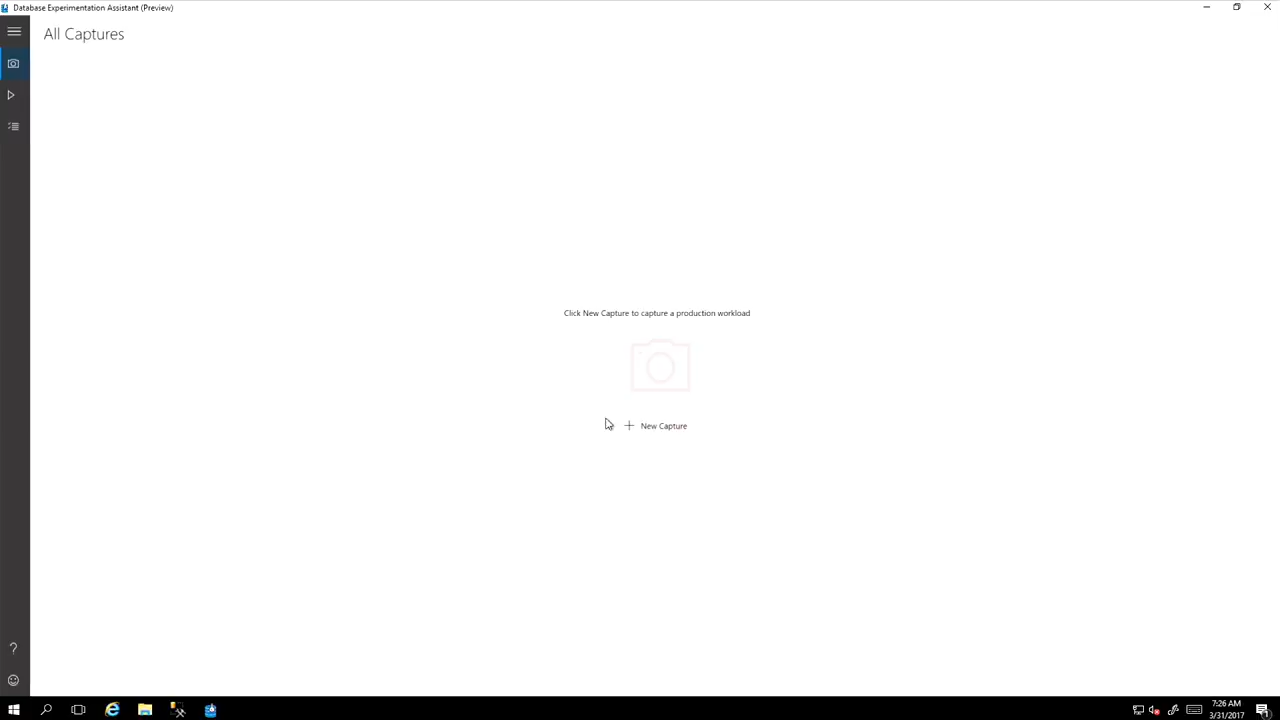 Database Experimentation Assistant (Preview)
All Captures
Click New Capture to capture a production workload
New Capture
7:26 AM
3/31/2017